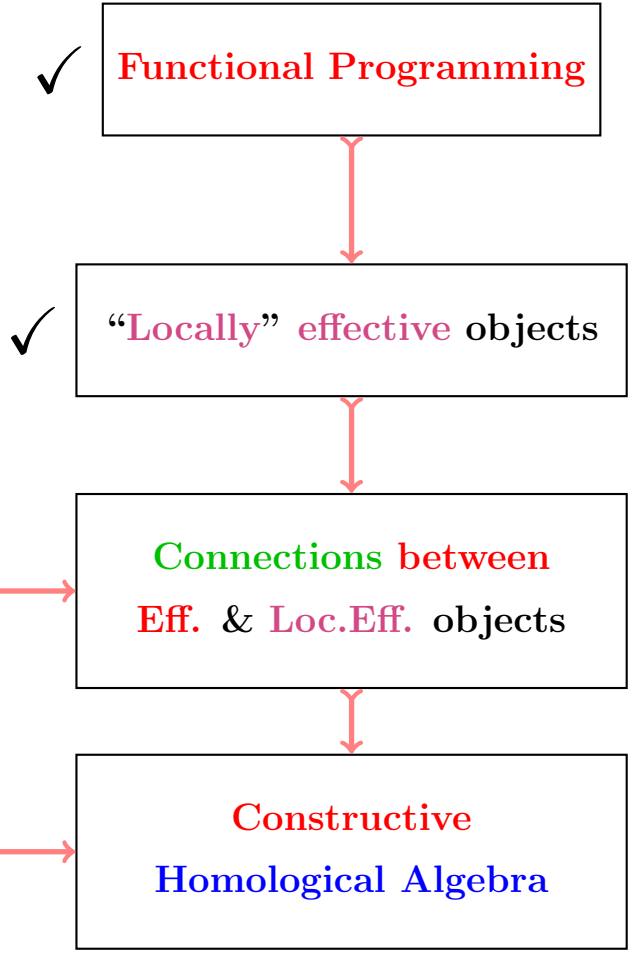 ✓ Functional Programming
✓ “Locally” effective objects
Connections between
Eff. & Loc.Eff. objects
Constructive
Homological Algebra